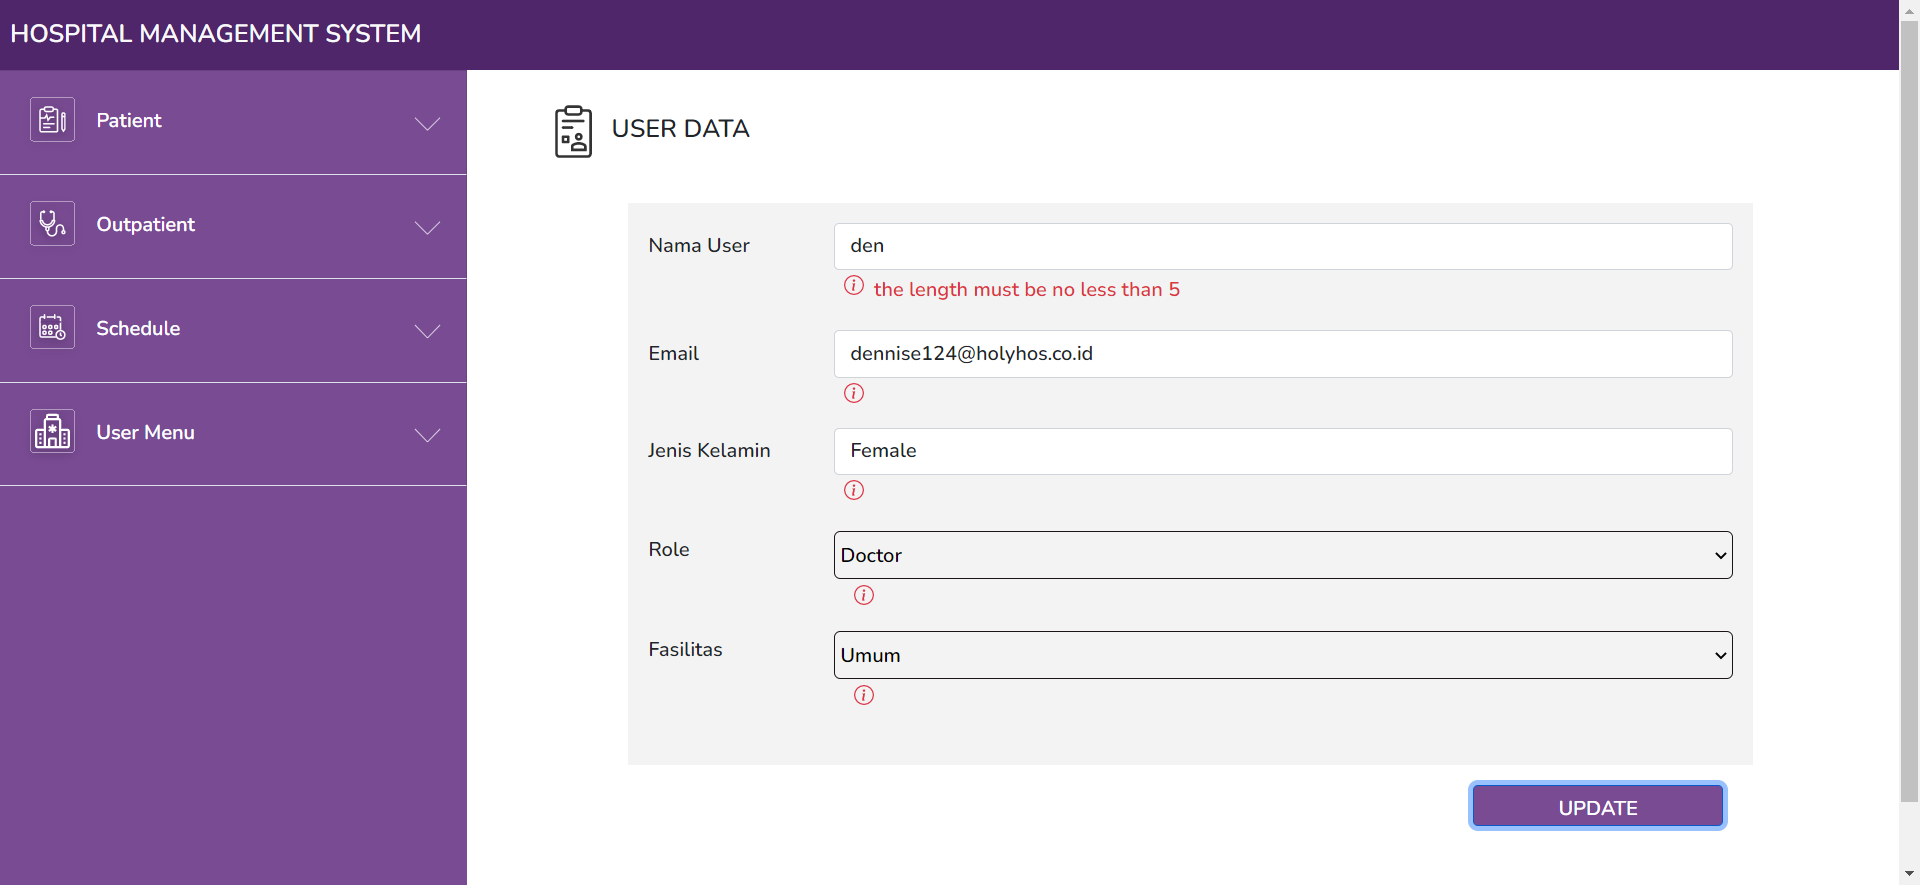 HOSPITAL MANAGEMENT SYSTEM
Patient
Outpatient
Schedule
User Menu
USER DATA
Nama User
den
the length must be no less than 5
Email
dennise124@holyhos.co.id
Jenis Kelamin
Female
Role
Doctor
Fasilitas
Umum
UPDATE